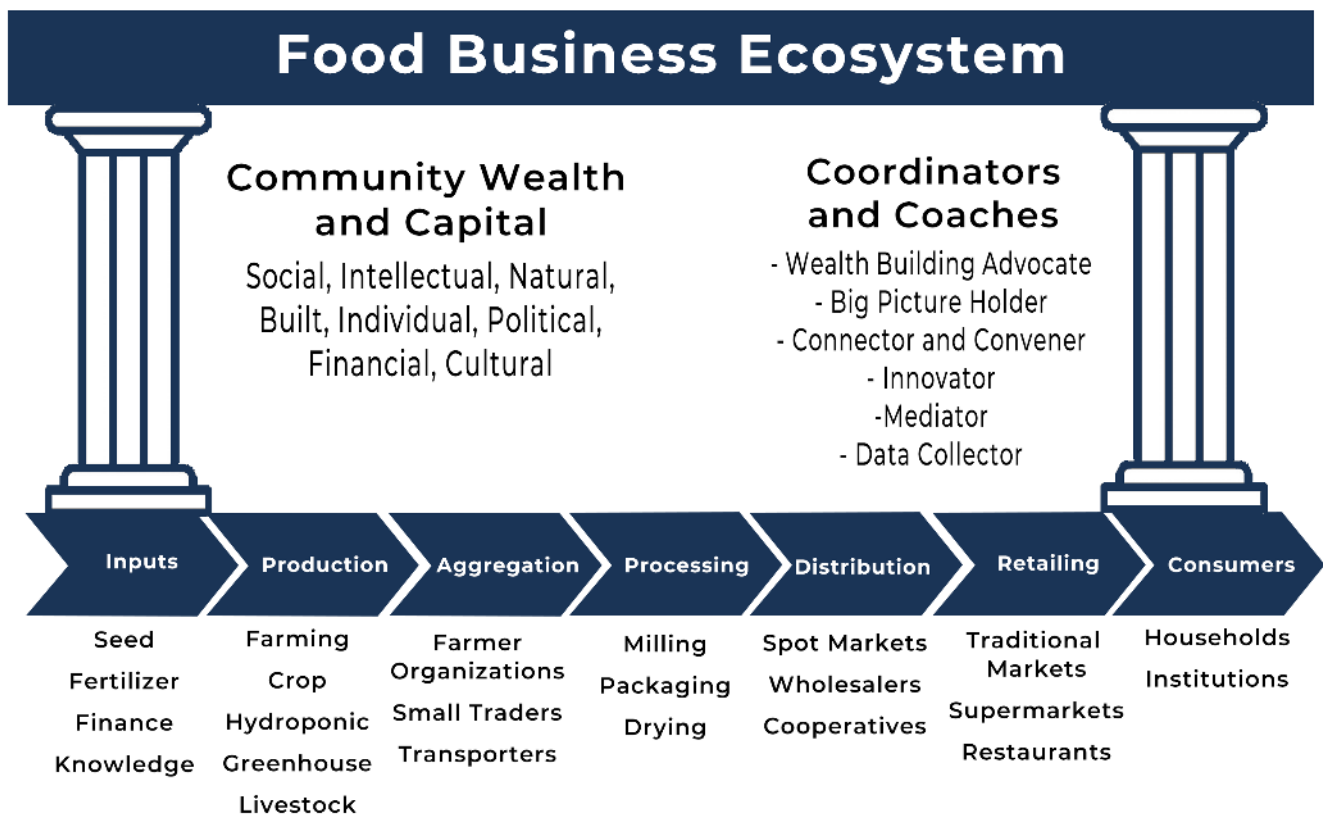 Food Business Ecosystem
Community Wealth
and Capital
Social, Intellectual, Natural,
Built, Individual, Political,
Financial, Cultural
Coordinators
and Coaches
- Wealth Building Advocate
- Big Picture Holder
- Connector and Convener
- Innovator
-Mediator
- Data Collector
Inputs
Production
Aggregation
Processing
Distribution
Retailing
Consumers
Seed
Fertilizer
Finance
Knowledge
Farming
Crop
Hydroponic
Greenhouse
Livestock
Farmer
Organizations
Small Traders
Transporters
Milling
Packaging
Drying
Spot Markets
Wholesalers
Cooperatives
Traditional
Markets
Supermarkets
Restaurants
Households
Institutions